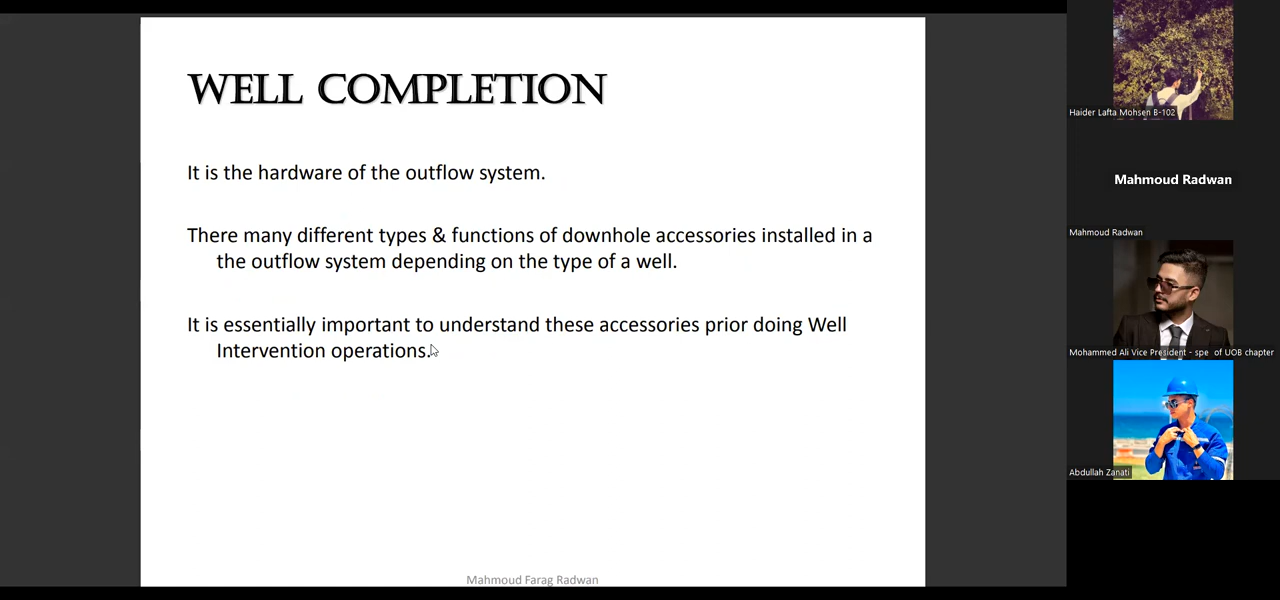 WELL COMPLETION
It is the hardware of the outflow system.
There many different types & functions of downhole accessories installed in a
the outflow system depending on the type of a well.
It is essentially important to understand these accessories prior doing Well
Intervention operations.
Mahmoud Farag Radwan
Haider Lafta Mohsen B-102
Mahmoud Radwan
Mahmoud Radwan
Mohammed Ali Vice President - spe of UOB chapter
Abdullah Zanati